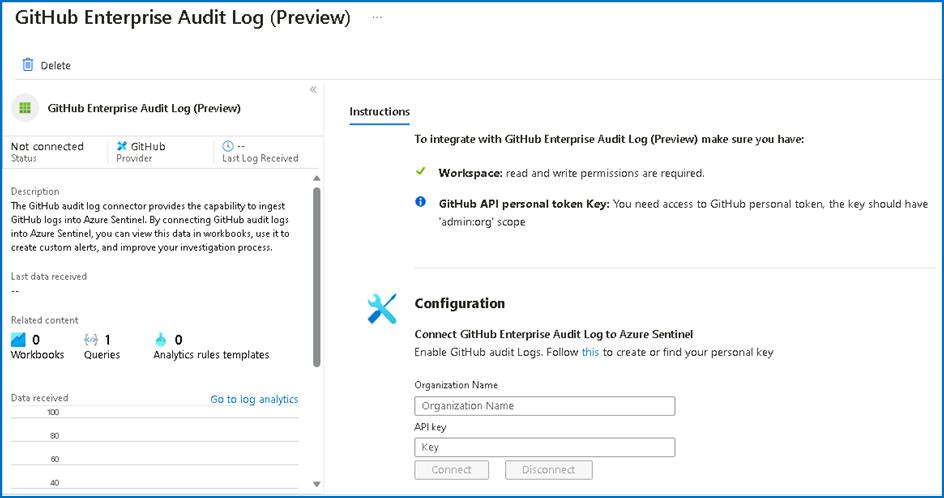 GitHub Enterprise Audit Log (Preview) ...
Delete
«
GitHub Enterprise Audit Log (Preview)
Not connected
Status
GitHub
Provider
--
Last Log Received
Description
The GitHub audit log connector provides the capability to ingest
GitHub logs into Azure Sentinel. By connecting GitHub audit logs
into Azure Sentinel, you can view this data in workbooks, use it to
create custom alerts, and improve your investigation process.
Last data received
--
Related content
0
Workbooks
1
Queries
0
Analytics rules templates
Data received
Go to log analytics
100
80
60
40
Instructions
To integrate with GitHub Enterprise Audit Log (Preview) make sure you have:
Workspace: read and write permissions are required.
GitHub API personal token Key: You need access to GitHub personal token, the key should have
'admin:org' scope
Configuration
Connect GitHub Enterprise Audit Log to Azure Sentinel
Enable GitHub audit Logs. Follow this to create or find your personal key
Organization Name
Organization Name
API key
Key
Connect
Disconnect